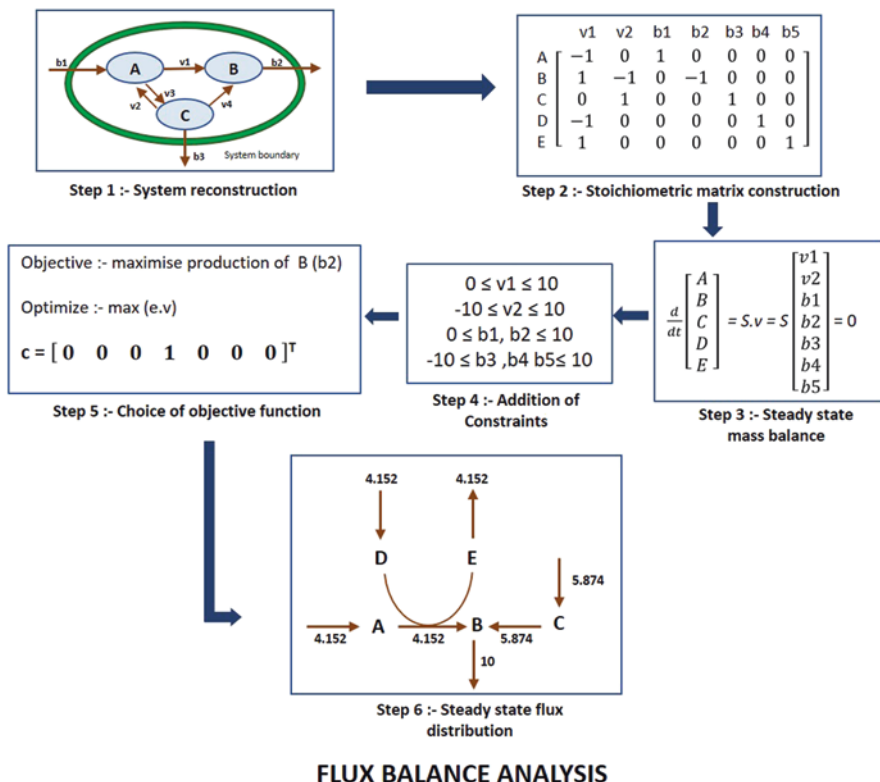 b1
A
v1
B
b2
v3
v2
v4
C
b3
System boundary
Step 1 :- System reconstruction
v1 v2 b1 b2 b3 b4 b5
A −1 0 1 0 0 0 0
B 1 −1 0 −1 0 0 0
C 0 1 0 0 1 0 0
D −1 0 0 0 0 1 0
E 1 0 0 0 0 0 1
Step 2 :- Stoichiometric matrix construction
d/dt [A B C D E] = S.v = S [v1 v2 b1 b2 b3 b4 b5] = 0
Step 3 :- Steady state
mass balance
0 ≤ v1 ≤ 10
-10 ≤ v2 ≤ 10
0 ≤ b1, b2 ≤ 10
-10 ≤ b3 ,b4 b5≤ 10
Step 4 :- Addition of
Constraints
Objective :- maximise production of B (b2)
Optimize :- max (e.v)
c = [ 0 0 0 1 0 0 0 ]ᵀ
Step 5 :- Choice of objective function
4.152 4.152
D E
5.874
A B C
4.152 4.152 5.874
10
Step 6 :- Steady state flux
distribution
FLUX BALANCE ANALYSIS